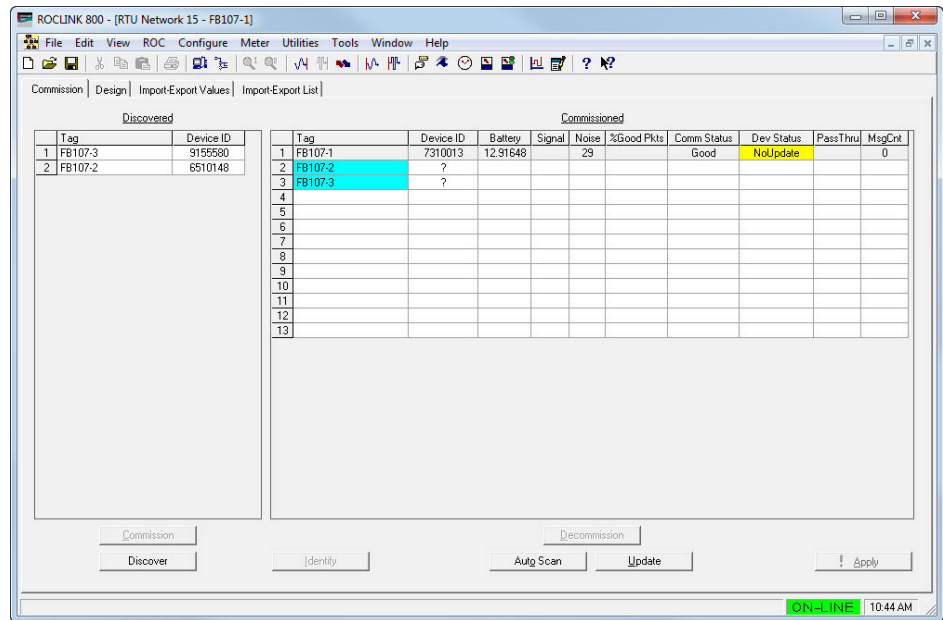 ROCLINK 800 - [RTU Network 15 - FB107-1]
File Edit View ROC Configure Meter Utilities Tools Window Help
Commission Design Import-Export Values Import-Export List
Discovered
Tag Device ID
1 FB107-3 9155580
2 FB107-2 6510148
Commissioned
Tag Device ID Battery Signal Noise %Good Pkts Comm Status Dev Status PassThru MsgCnt
1 FB107-1 7310013 12.91648 29 Good NoUpdate 0
2 FB107-2 ?
3 FB107-3 ?
4
5
6
7
8
9
10
11
12
13
Commission Decommission
Discover Identify Auto Scan Update ! Apply
ON-LINE 10:44 AM